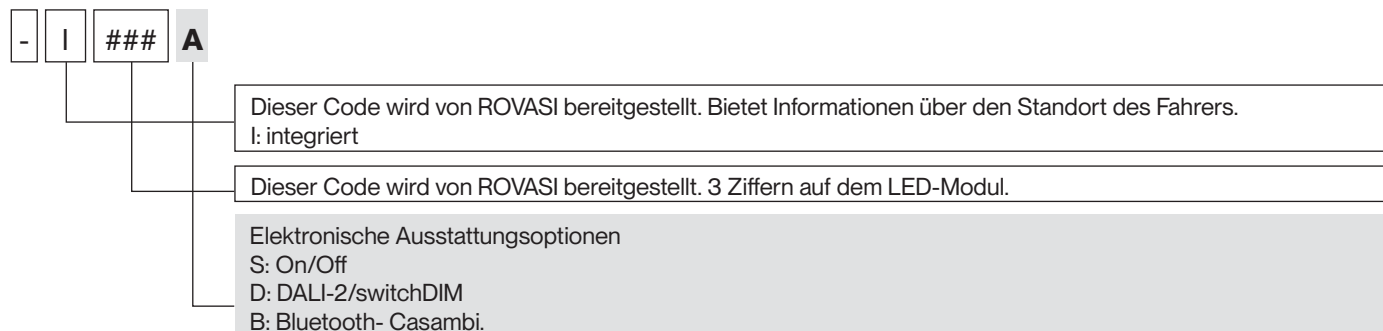 - I ### A
Dieser Code wird von ROVASI bereitgestellt. Bietet Informationen über den Standort des Fahrers.
I: integriert
Dieser Code wird von ROVASI bereitgestellt. 3 Ziffern auf dem LED-Modul.
Elektronische Ausstattungsoptionen
S: On/Off
D: DALI-2/switchDIM
B: Bluetooth- Casambi.